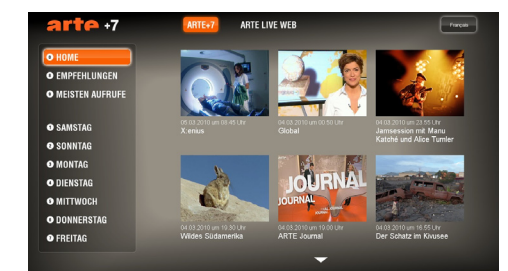 arte +7
ARTE+7
ARTE LIVE WEB
Français
HOME
EMPFEHLUNGEN
MEISTEN AUFRUFE
SAMSTAG
SONNTAG
MONTAG
DIENSTAG
MITTWOCH
DONNERSTAG
FREITAG
05.03.2010 um 00.45 Uhr
X:enius
04.03.2010 um 00.50 Uhr
Global
04.03.2010 um 23.55 Uhr
Jamsession mit Manu
Katché und Alice Tumler
04.03.2010 um 19.30 Uhr
Wildes Südamerika
JOURNAL
JOURNAL
04.03.2010 um 19.00 Uhr
ARTE Journal
04.03.2010 um 16.55 Uhr
Der Schatz im Kivusee